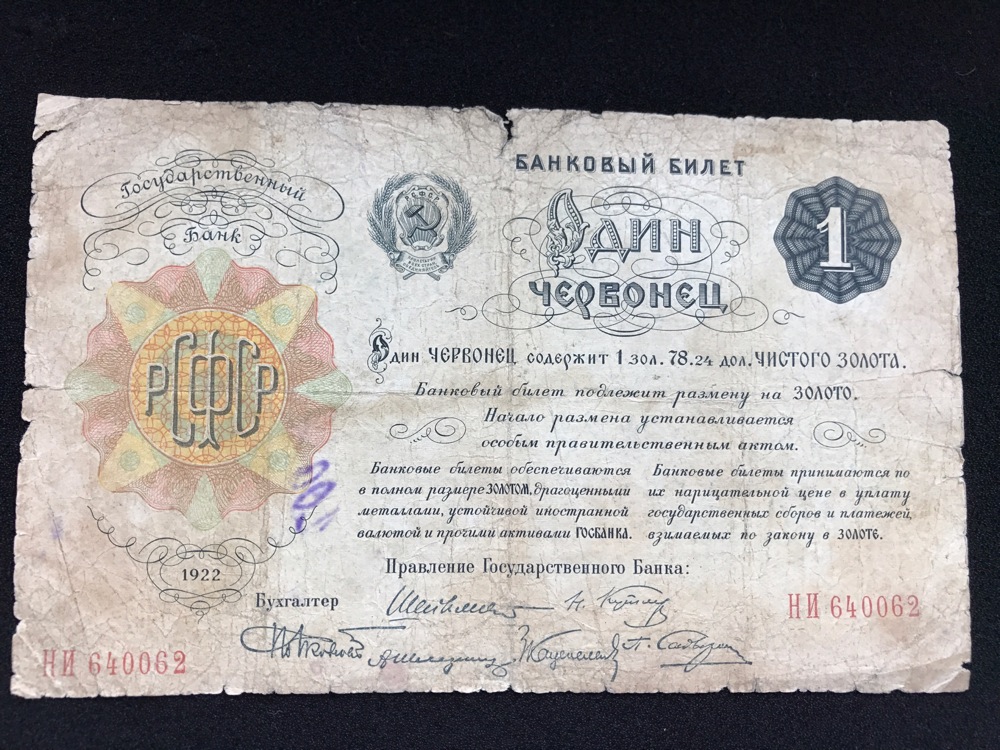 БАНКОВЫЙ БИЛЕТ
Государственный
Банк
РСФСР
ОДИН
ЧЕРВОНЕЦ
1
РСФСР
Один ЧЕРВОНЕЦ содержит 1 зол. 78.24 дол. ЧИСТОГО ЗОЛОТА.
Банковый билет подлежит размену на ЗОЛОТО.
Начало размена устанавливается
особым правительственным актом.
Банковые билеты обеспечиваются
в полном размере ЗОЛОТОМ, драгоценными
металлами, устойчивой иностранной
валютой и прочими активами ГОСБАНКА.
Банковые билеты принимаются по
их нарицательной цене в уплату
государственных сборов и платежей,
взимаемых по закону в ЗОЛОТЕ.
Правление Государственного Банка:
1922
Бухгалтер
НИ 640062
НИ 640062